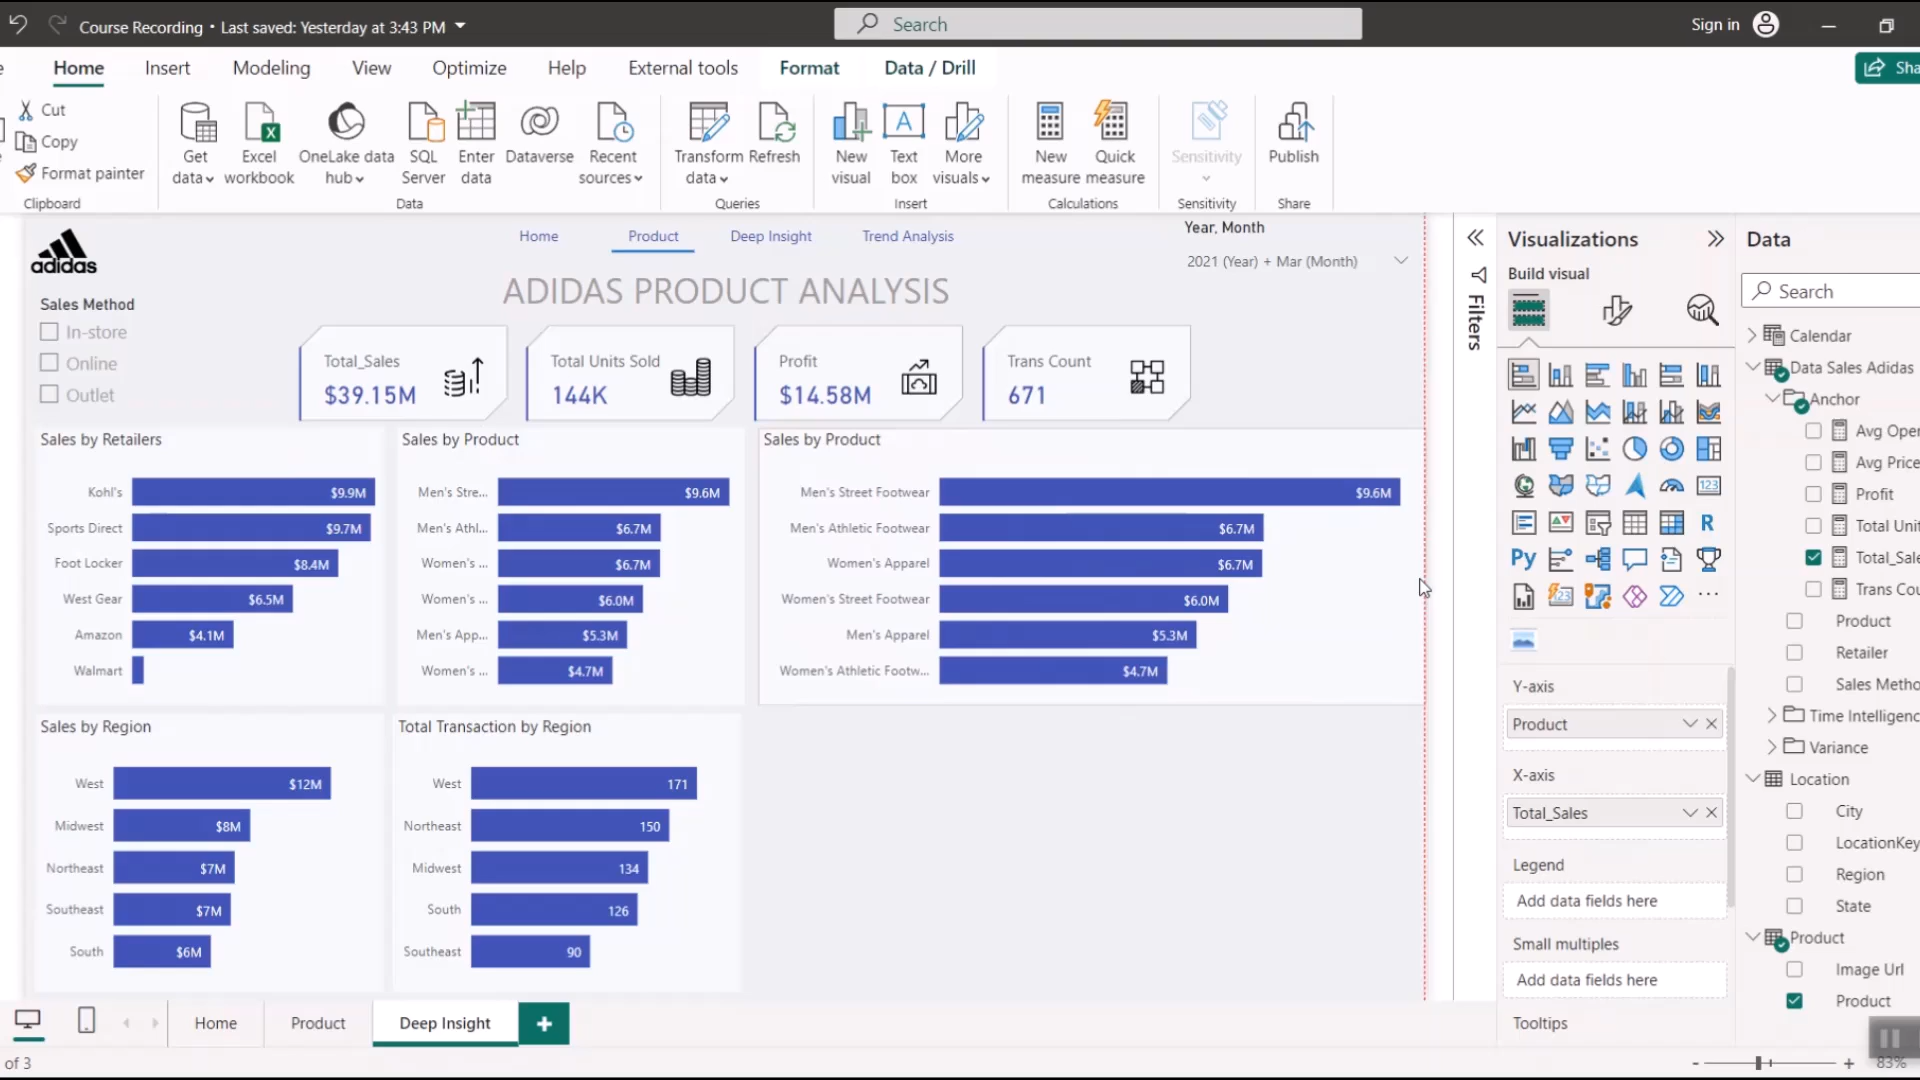 Course Recording • Last saved: Yesterday at 3:43 PM
Search
Sign in
Home
Insert
Modeling
View
Optimize
Help
External tools
Format
Data / Drill
Sha
Cut
Copy
Format painter
Clipboard
Get data
Excel workbook
OneLake data hub
SQL Server
Enter data
Dataverse
Recent sources
Data
Transform data
Refresh
Queries
New visual
Text box
More visuals
Insert
New measure
Quick measure
Calculations
Sensitivity
Sensitivity
Publish
Share
adidas
Home
Product
Deep Insight
Trend Analysis
Year, Month
2021 (Year) + Mar (Month)
ADIDAS PRODUCT ANALYSIS
Sales Method
In-store
Online
Outlet
Total_Sales
$39.15M
Total Units Sold
144K
Profit
$14.58M
Trans Count
671
Sales by Retailers
Kohl's $9.9M
Sports Direct $9.7M
Foot Locker $8.4M
West Gear $6.5M
Amazon $4.1M
Walmart
Sales by Product
Men's Stre... $9.6M
Men's Athl... $6.7M
Women's ... $6.7M
Women's ... $6.0M
Men's App... $5.3M
Women's ... $4.7M
Sales by Product
Men's Street Footwear $9.6M
Men's Athletic Footwear $6.7M
Women's Apparel $6.7M
Women's Street Footwear $6.0M
Men's Apparel $5.3M
Women's Athletic Footw... $4.7M
Sales by Region
West $12M
Midwest $8M
Northeast $7M
Southeast $7M
South $6M
Total Transaction by Region
West 171
Northeast 150
Midwest 134
South 126
Southeast 90
Filters
Visualizations
Build visual
123
R
Py
123
Y-axis
Product
X-axis
Total_Sales
Legend
Add data fields here
Small multiples
Add data fields here
Tooltips
Data
Search
Calendar
Data Sales Adidas
Anchor
Avg Oper
Avg Price
Profit
Total Unit
Total_Sale
Trans Cou
Product
Retailer
Sales Metho
Time Intelligenc
Variance
Location
City
LocationKey
Region
State
Product
Image Url
Product
Home
Product
Deep Insight
of 3
83%